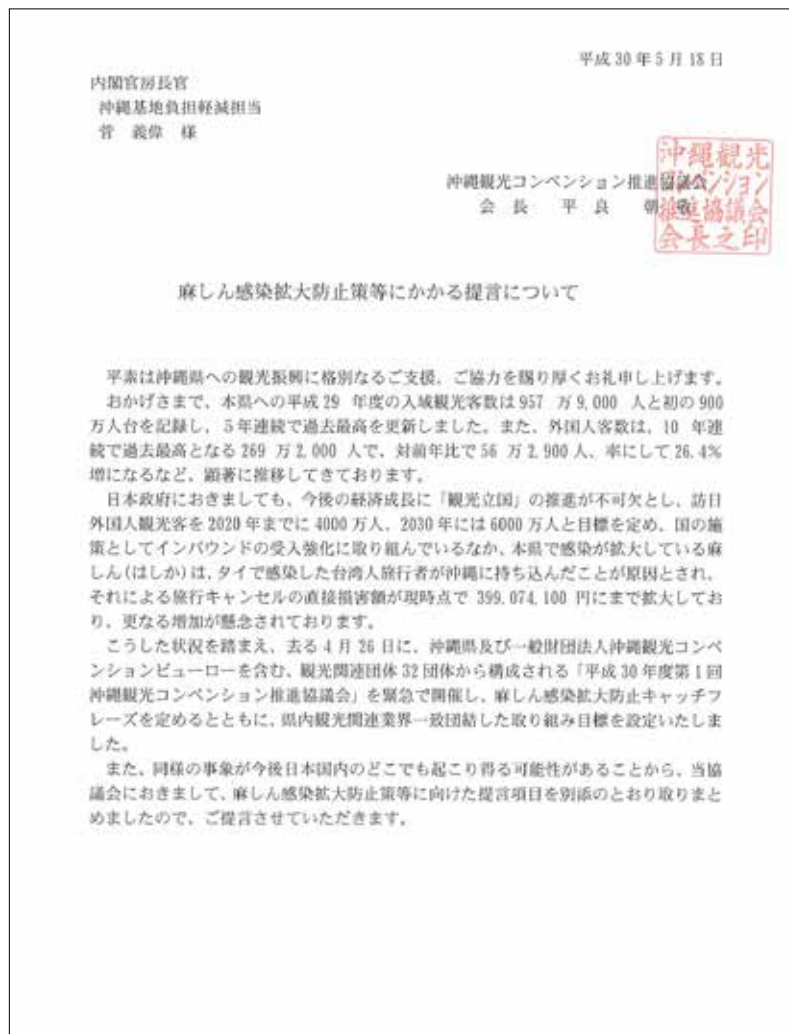 平成30年5月18日
内閣官房長官
沖縄基地負担軽減担当
菅 義偉 様
沖縄観光コンベンション推進協議会
会 長 平 良 朝 敬
沖縄観光
コンベンション
推進協議会
会長之印
麻しん感染拡大防止策等にかかる提言について
平素は沖縄県への観光振興に格別なるご支援、ご協力を賜り厚くお礼申し上げます。
おかげさまで、本県への平成29 年度の入域観光客数は957 万9,000 人と初の900
万人台を記録し、5年連続で過去最高を更新しました。また、外国人客数は、10 年連
続で過去最高となる269 万2,000 人で、対前年比で56 万2,900人、率にして26.4%
増になるなど、顕著に推移してきております。
日本政府におきましても、今後の経済成長に「観光立国」の推進が不可欠とし、訪日
外国人観光客を2020年までに4000万人、2030年には6000万人と目標を定め、国の施
策としてインバウンドの受入強化に取り組んでいるなか、本県で感染が拡大している麻
しん(はしか)は、タイで感染した台湾人旅行者が沖縄に持ち込んだことが原因とされ、
それによる旅行キャンセルの直接損害額が現時点で 399,074,100 円にまで拡大してお
り、更なる増加が懸念されております。
こうした状況を踏まえ、去る4月26日に、沖縄県及び一般財団法人沖縄観光コンベ
ンションビューローを含む、観光関連団体32団体から構成される「平成30年度第1回
沖縄観光コンベンション推進協議会」を緊急で開催し、麻しん感染拡大防止キャッチフ
レーズを定めるとともに、県内観光関連業界一致団結した取り組み目標を設定いたしま
した。
また、同様の事象が今後日本国内のどこでも起こり得る可能性があることから、当協
議会におきまして、麻しん感染拡大防止策等に向けた提言項目を別添のとおり取りまと
めましたので、ご提言させていただきます。